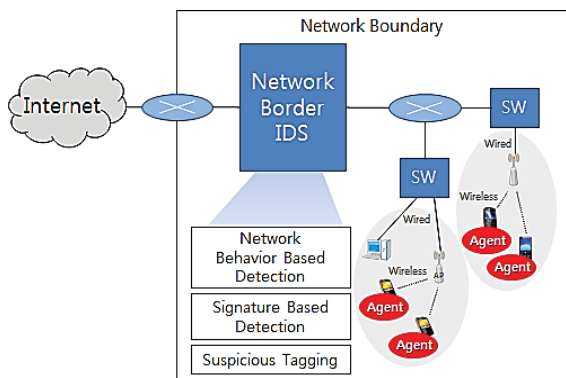 Network Boundary
Internet
Network
Border
IDS
SW
Wired
Wireless
Agent
Agent
SW
Wired
Wireless
AP
Agent
Agent
Network
Behavior Based
Detection
Signature Based
Detection
Suspicious Tagging